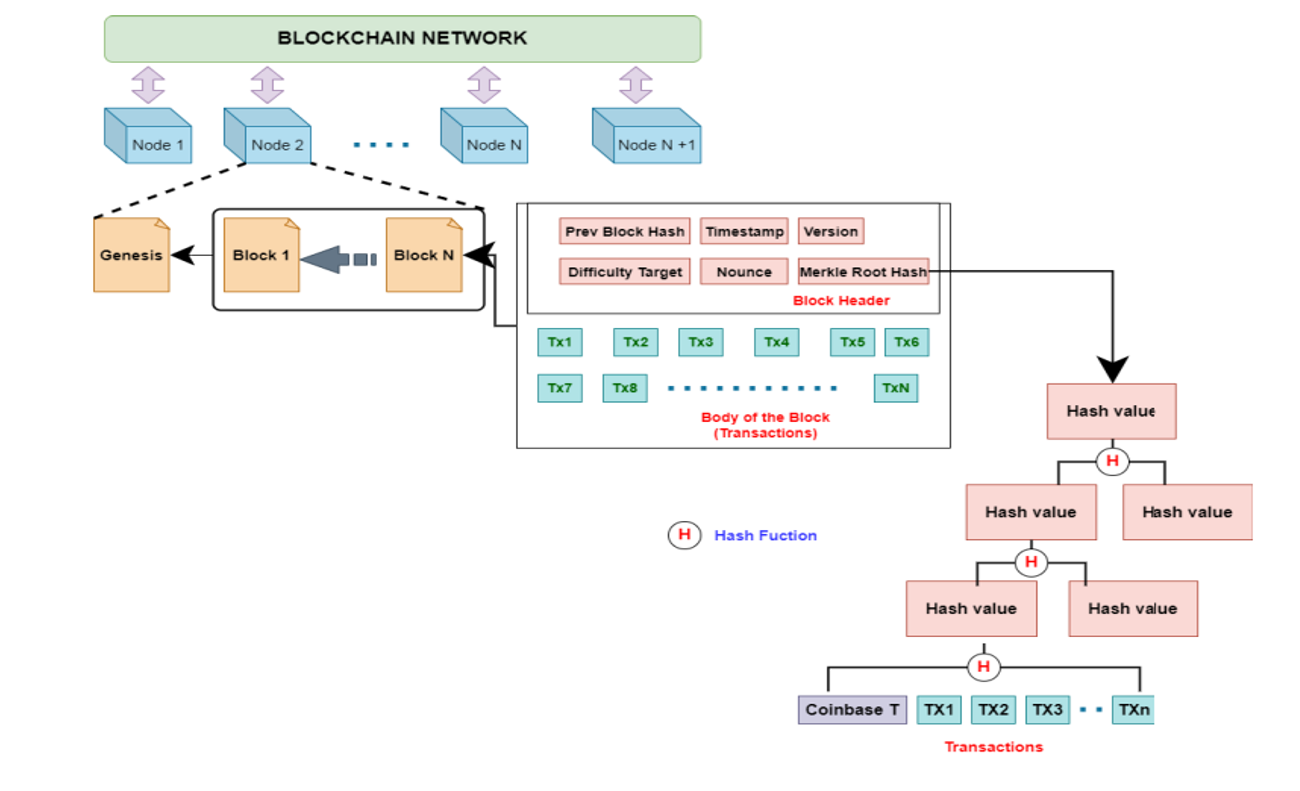 BLOCKCHAIN NETWORK
Node 1
Node 2
Node N
Node N +1
Genesis
Block 1
Block N
Prev Block Hash
Timestamp
Version
Difficulty Target
Nounce
Merkle Root Hash
Block Header
Tx1
Tx2
Tx3
Tx4
Tx5
Tx6
Tx7
Tx8
TxN
Body of the Block
(Transactions)
Hash value
H
Hash value
Hash value
H
Hash Fuction
H
Hash value
Hash value
H
Coinbase T
TX1
TX2
TX3
TXn
Transactions